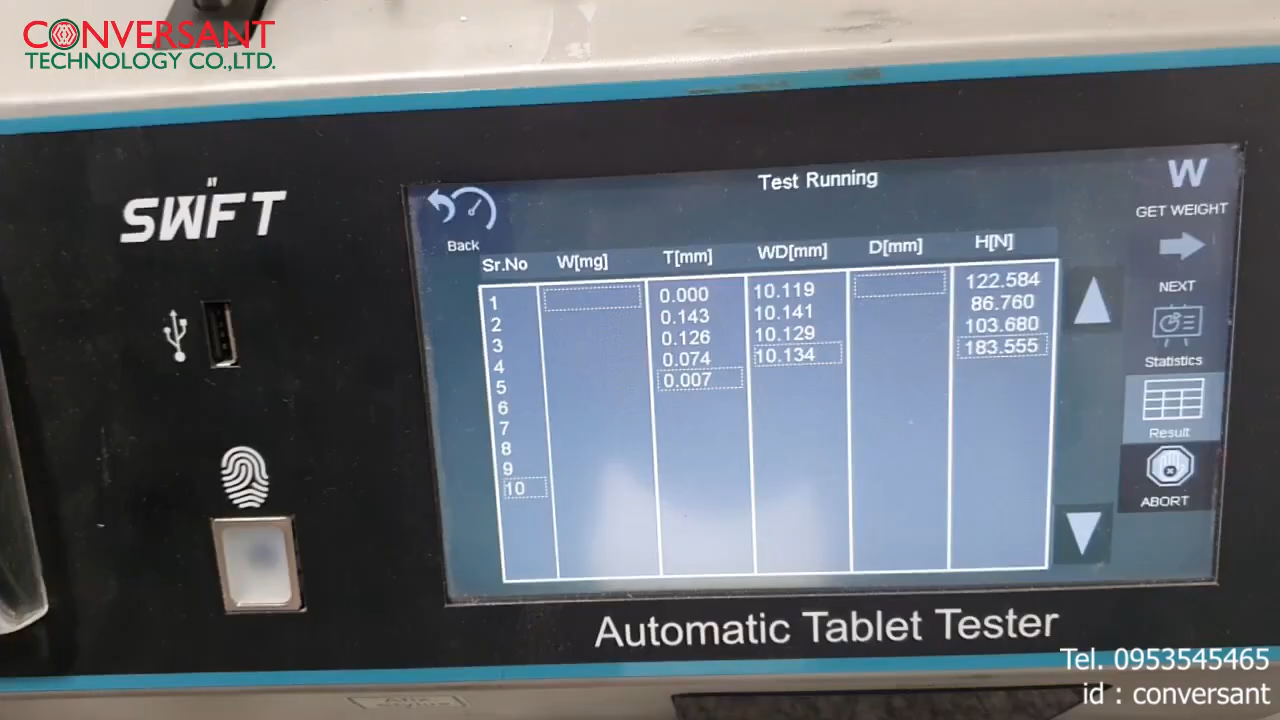 CONVERSANT
TECHNOLOGY CO.,LTD.
SWIFT
Back
Test Running
W
GET WEIGHT
NEXT
Statistics
Result
ABORT
Sr.No W[mg] T[mm] WD[mm] D[mm] H[N]
1 0.000 10.119 122.584
2 0.143 10.141 86.760
3 0.126 10.129 103.680
4 0.074 10.134 183.555
5 0.007
6
7
8
9
10
Automatic Tablet Tester
Tel. 0953545465
id : conversant